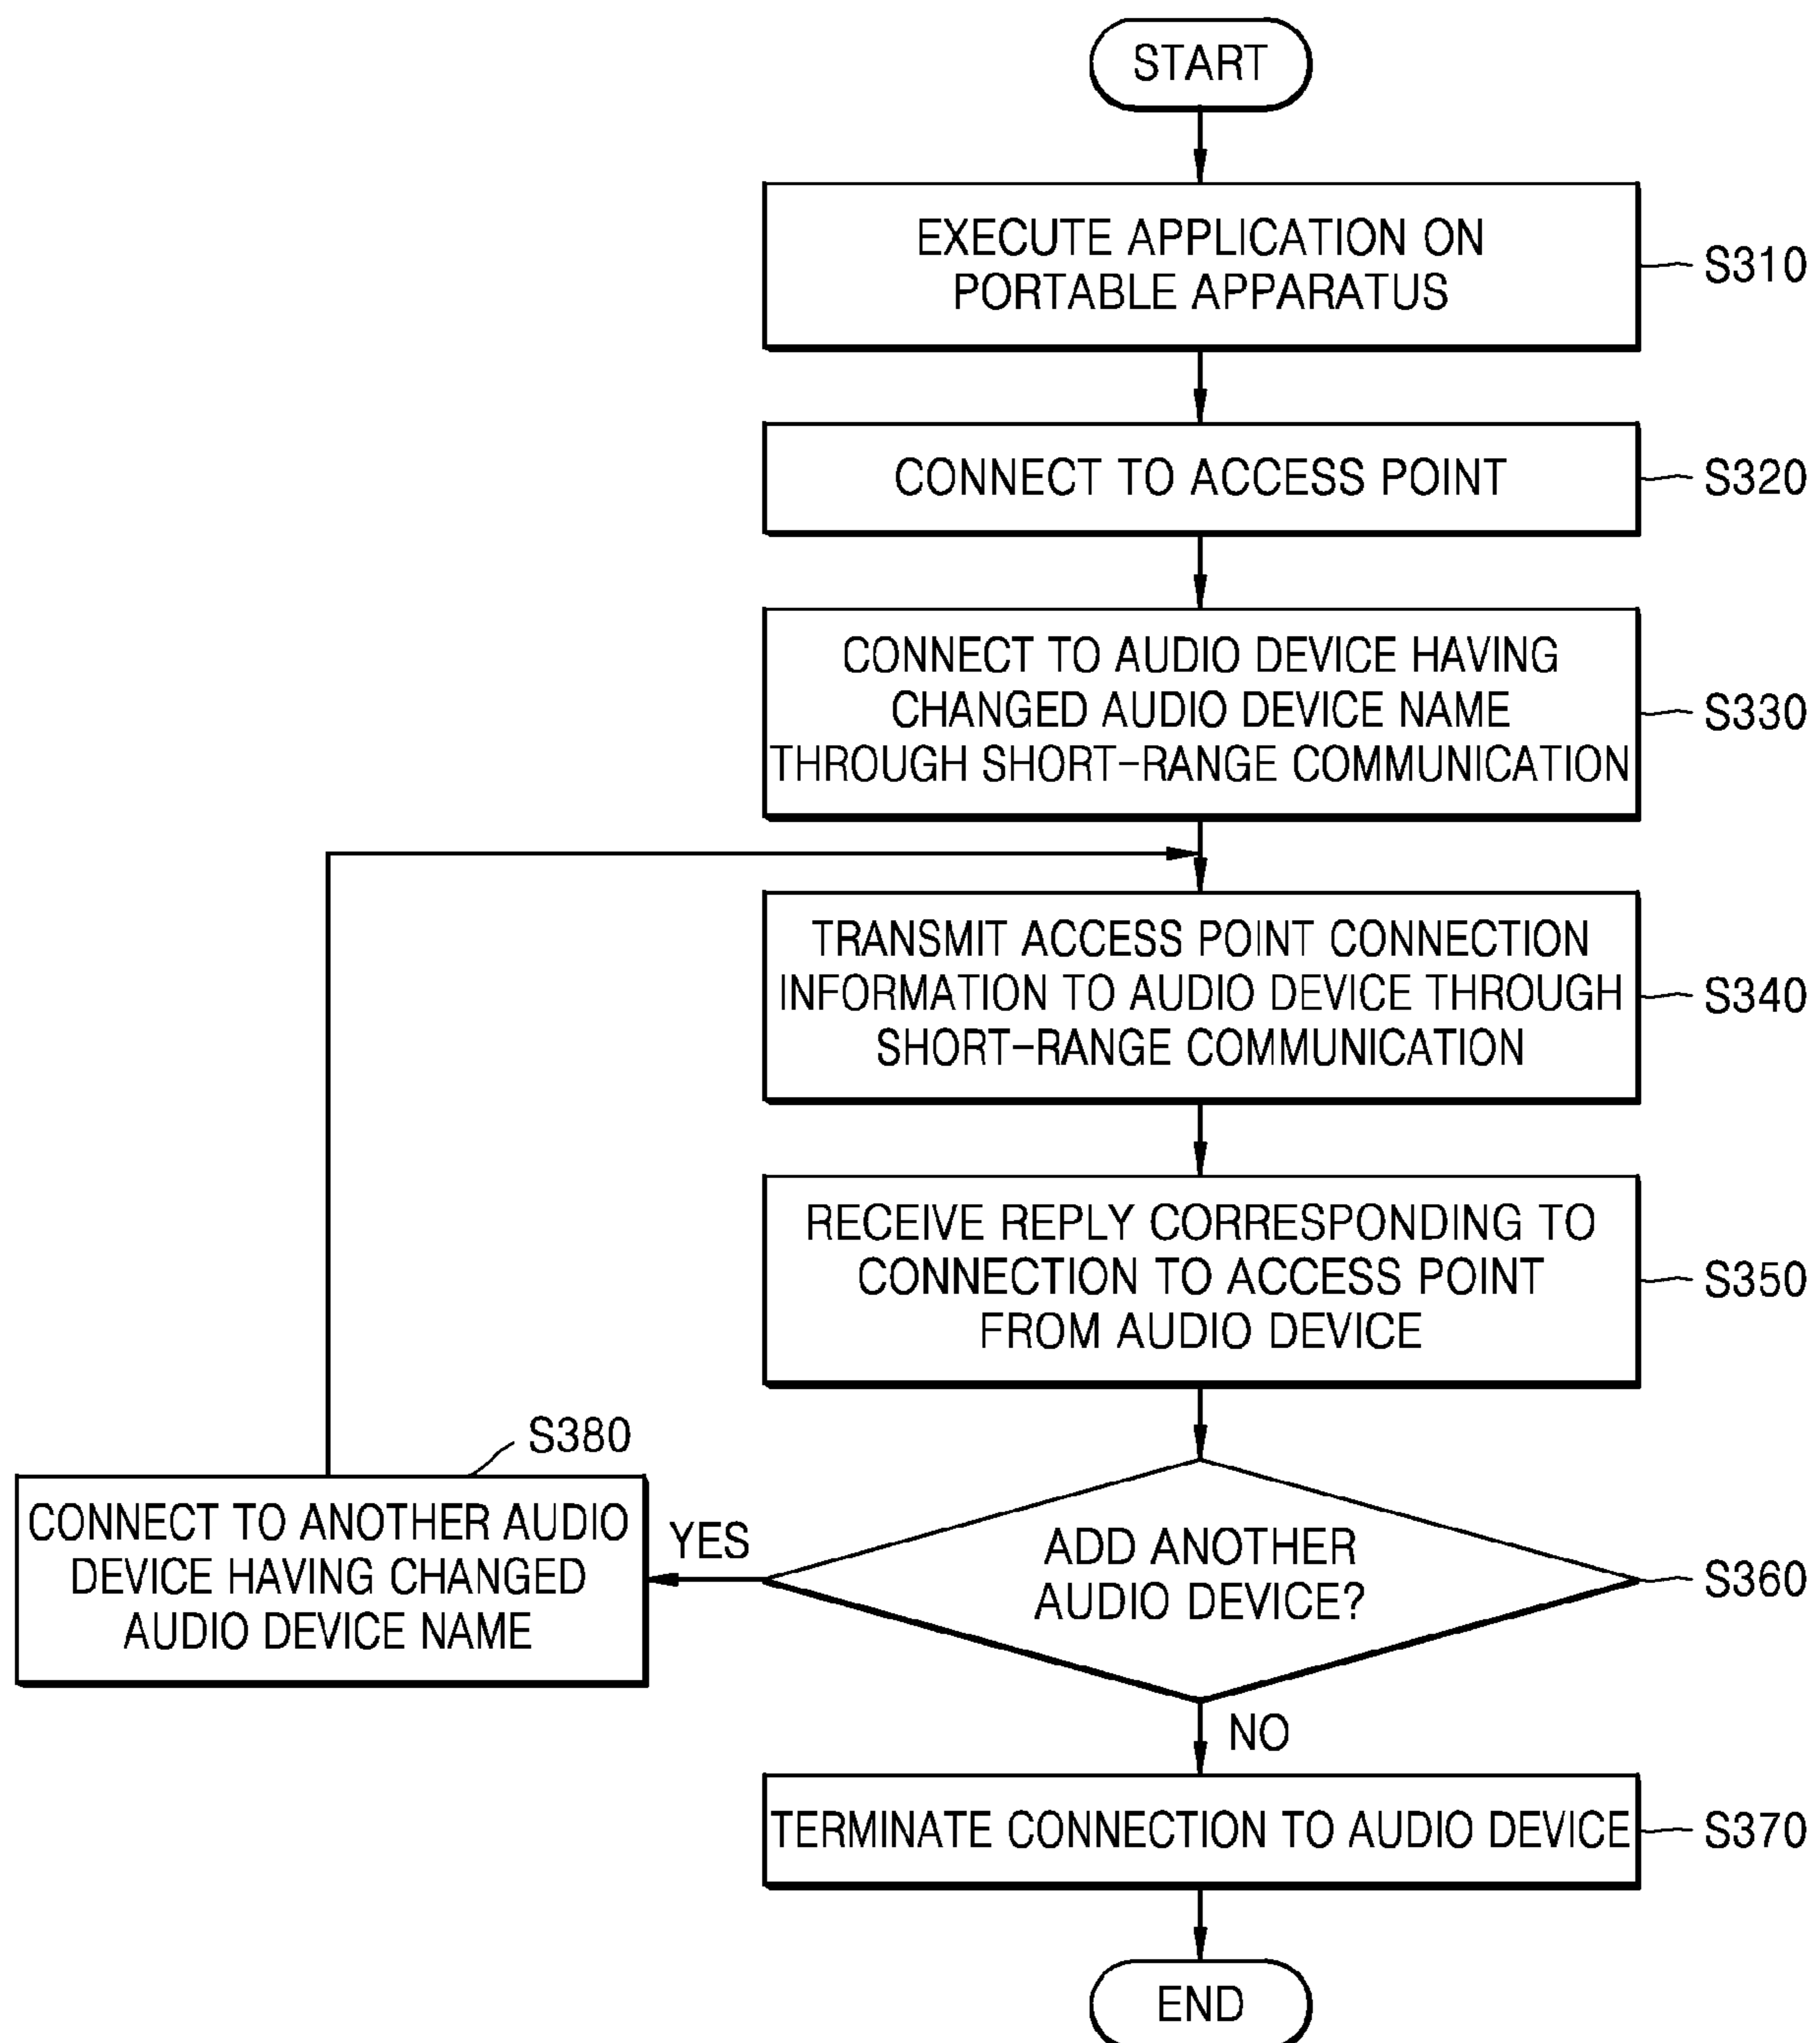 START
EXECUTE APPLICATION ON
PORTABLE APPARATUS
S310
CONNECT TO ACCESS POINT
S320
CONNECT TO AUDIO DEVICE HAVING
CHANGED AUDIO DEVICE NAME
THROUGH SHORT-RANGE COMMUNICATION
S330
TRANSMIT ACCESS POINT CONNECTION
INFORMATION TO AUDIO DEVICE THROUGH
SHORT-RANGE COMMUNICATION
S340
RECEIVE REPLY CORRESPONDING TO
CONNECTION TO ACCESS POINT
FROM AUDIO DEVICE
S350
S380
CONNECT TO ANOTHER AUDIO
DEVICE HAVING CHANGED
AUDIO DEVICE NAME
YES
ADD ANOTHER
AUDIO DEVICE?
S360
NO
TERMINATE CONNECTION TO AUDIO DEVICE
S370
END